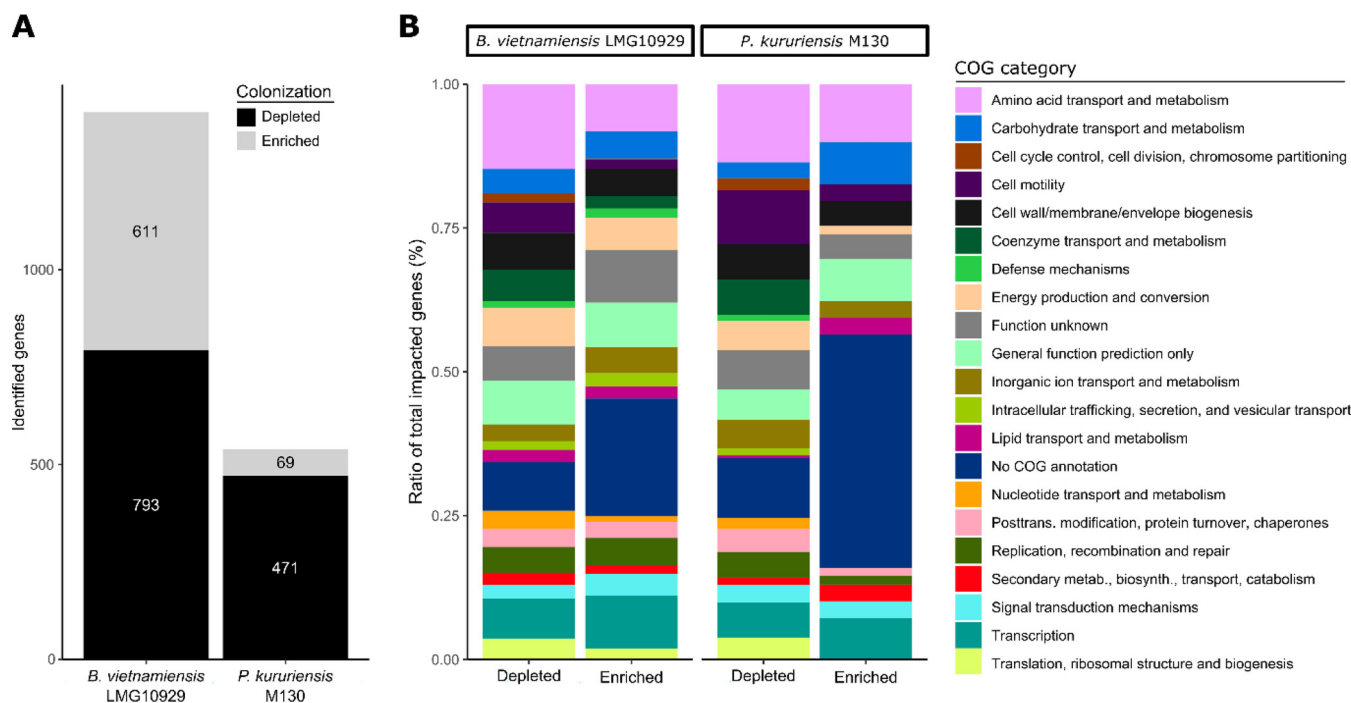 A
Identified genes
1000
500
0
Colonization
Depleted
Enriched
611
793
69
471
B. vietnamiensis
LMG10929
P. kururiensis
M130
B
B. vietnamiensis LMG10929
P. kururiensis M130
Ratio of total impacted genes (%)
1.00
0.75
0.50
0.25
0.00
Depleted
Enriched
Depleted
Enriched
COG category
Amino acid transport and metabolism
Carbohydrate transport and metabolism
Cell cycle control, cell division, chromosome partitioning
Cell motility
Cell wall/membrane/envelope biogenesis
Coenzyme transport and metabolism
Defense mechanisms
Energy production and conversion
Function unknown
General function prediction only
Inorganic ion transport and metabolism
Intracellular trafficking, secretion, and vesicular transport
Lipid transport and metabolism
No COG annotation
Nucleotide transport and metabolism
Posttrans. modification, protein turnover, chaperones
Replication, recombination and repair
Secondary metab., biosynth., transport, catabolism
Signal transduction mechanisms
Transcription
Translation, ribosomal structure and biogenesis